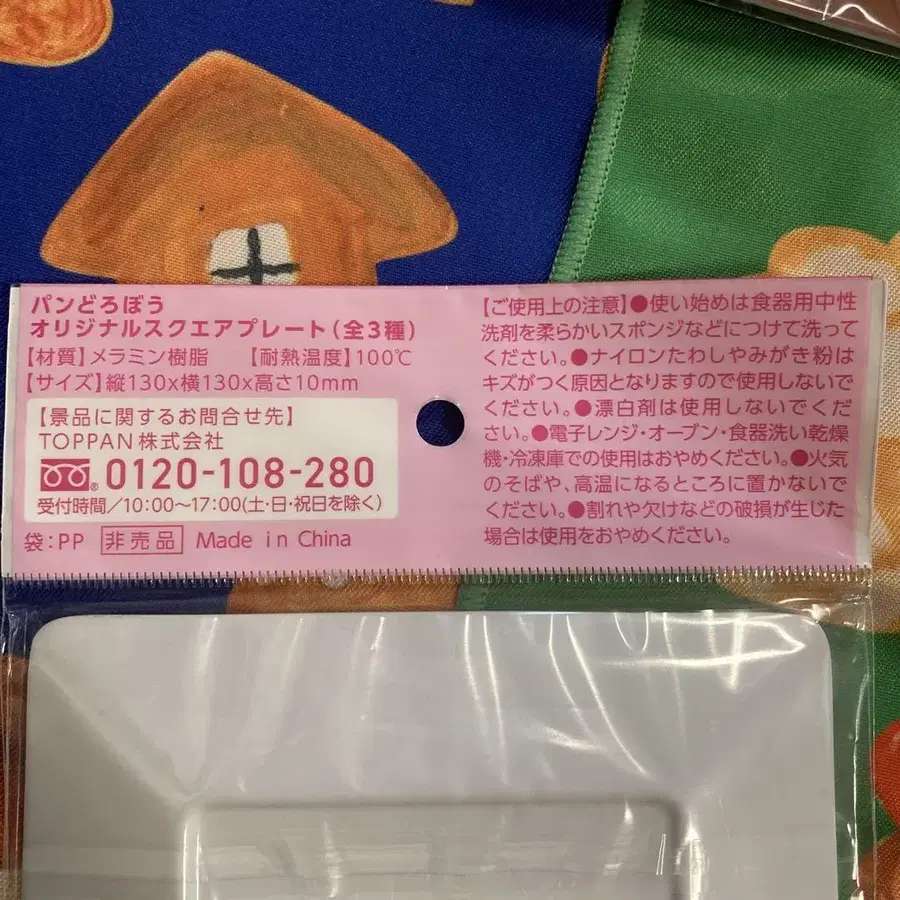 パンどろぼう
オリジナルスクエアプレート(全3種)
【材質】メラミン樹脂 【耐熱温度】100℃
【サイズ】縦130x横130x高さ10mm
【景品に関するお問合せ先】
TOPPAN株式会社
0120-108-280
受付時間/10:00〜17:00(土・日・祝日を除く)
袋:PP 非売品 Made in China
【ご使用上の注意】●使い始めは食器用中性
洗剤を柔らかいスポンジなどにつけて洗って
ください。●ナイロンたわしやみがき粉は
キズがつく原因となりますので使用しないで
ください。●漂白剤は使用しないでくだ
さい。●電子レンジ・オーブン・食器洗い乾燥
機・冷凍庫での使用はおやめください。●火気
のそばや、高温になるところに置かないで
ください。●割れや欠けなどの破損が生じた
場合は使用をおやめください。